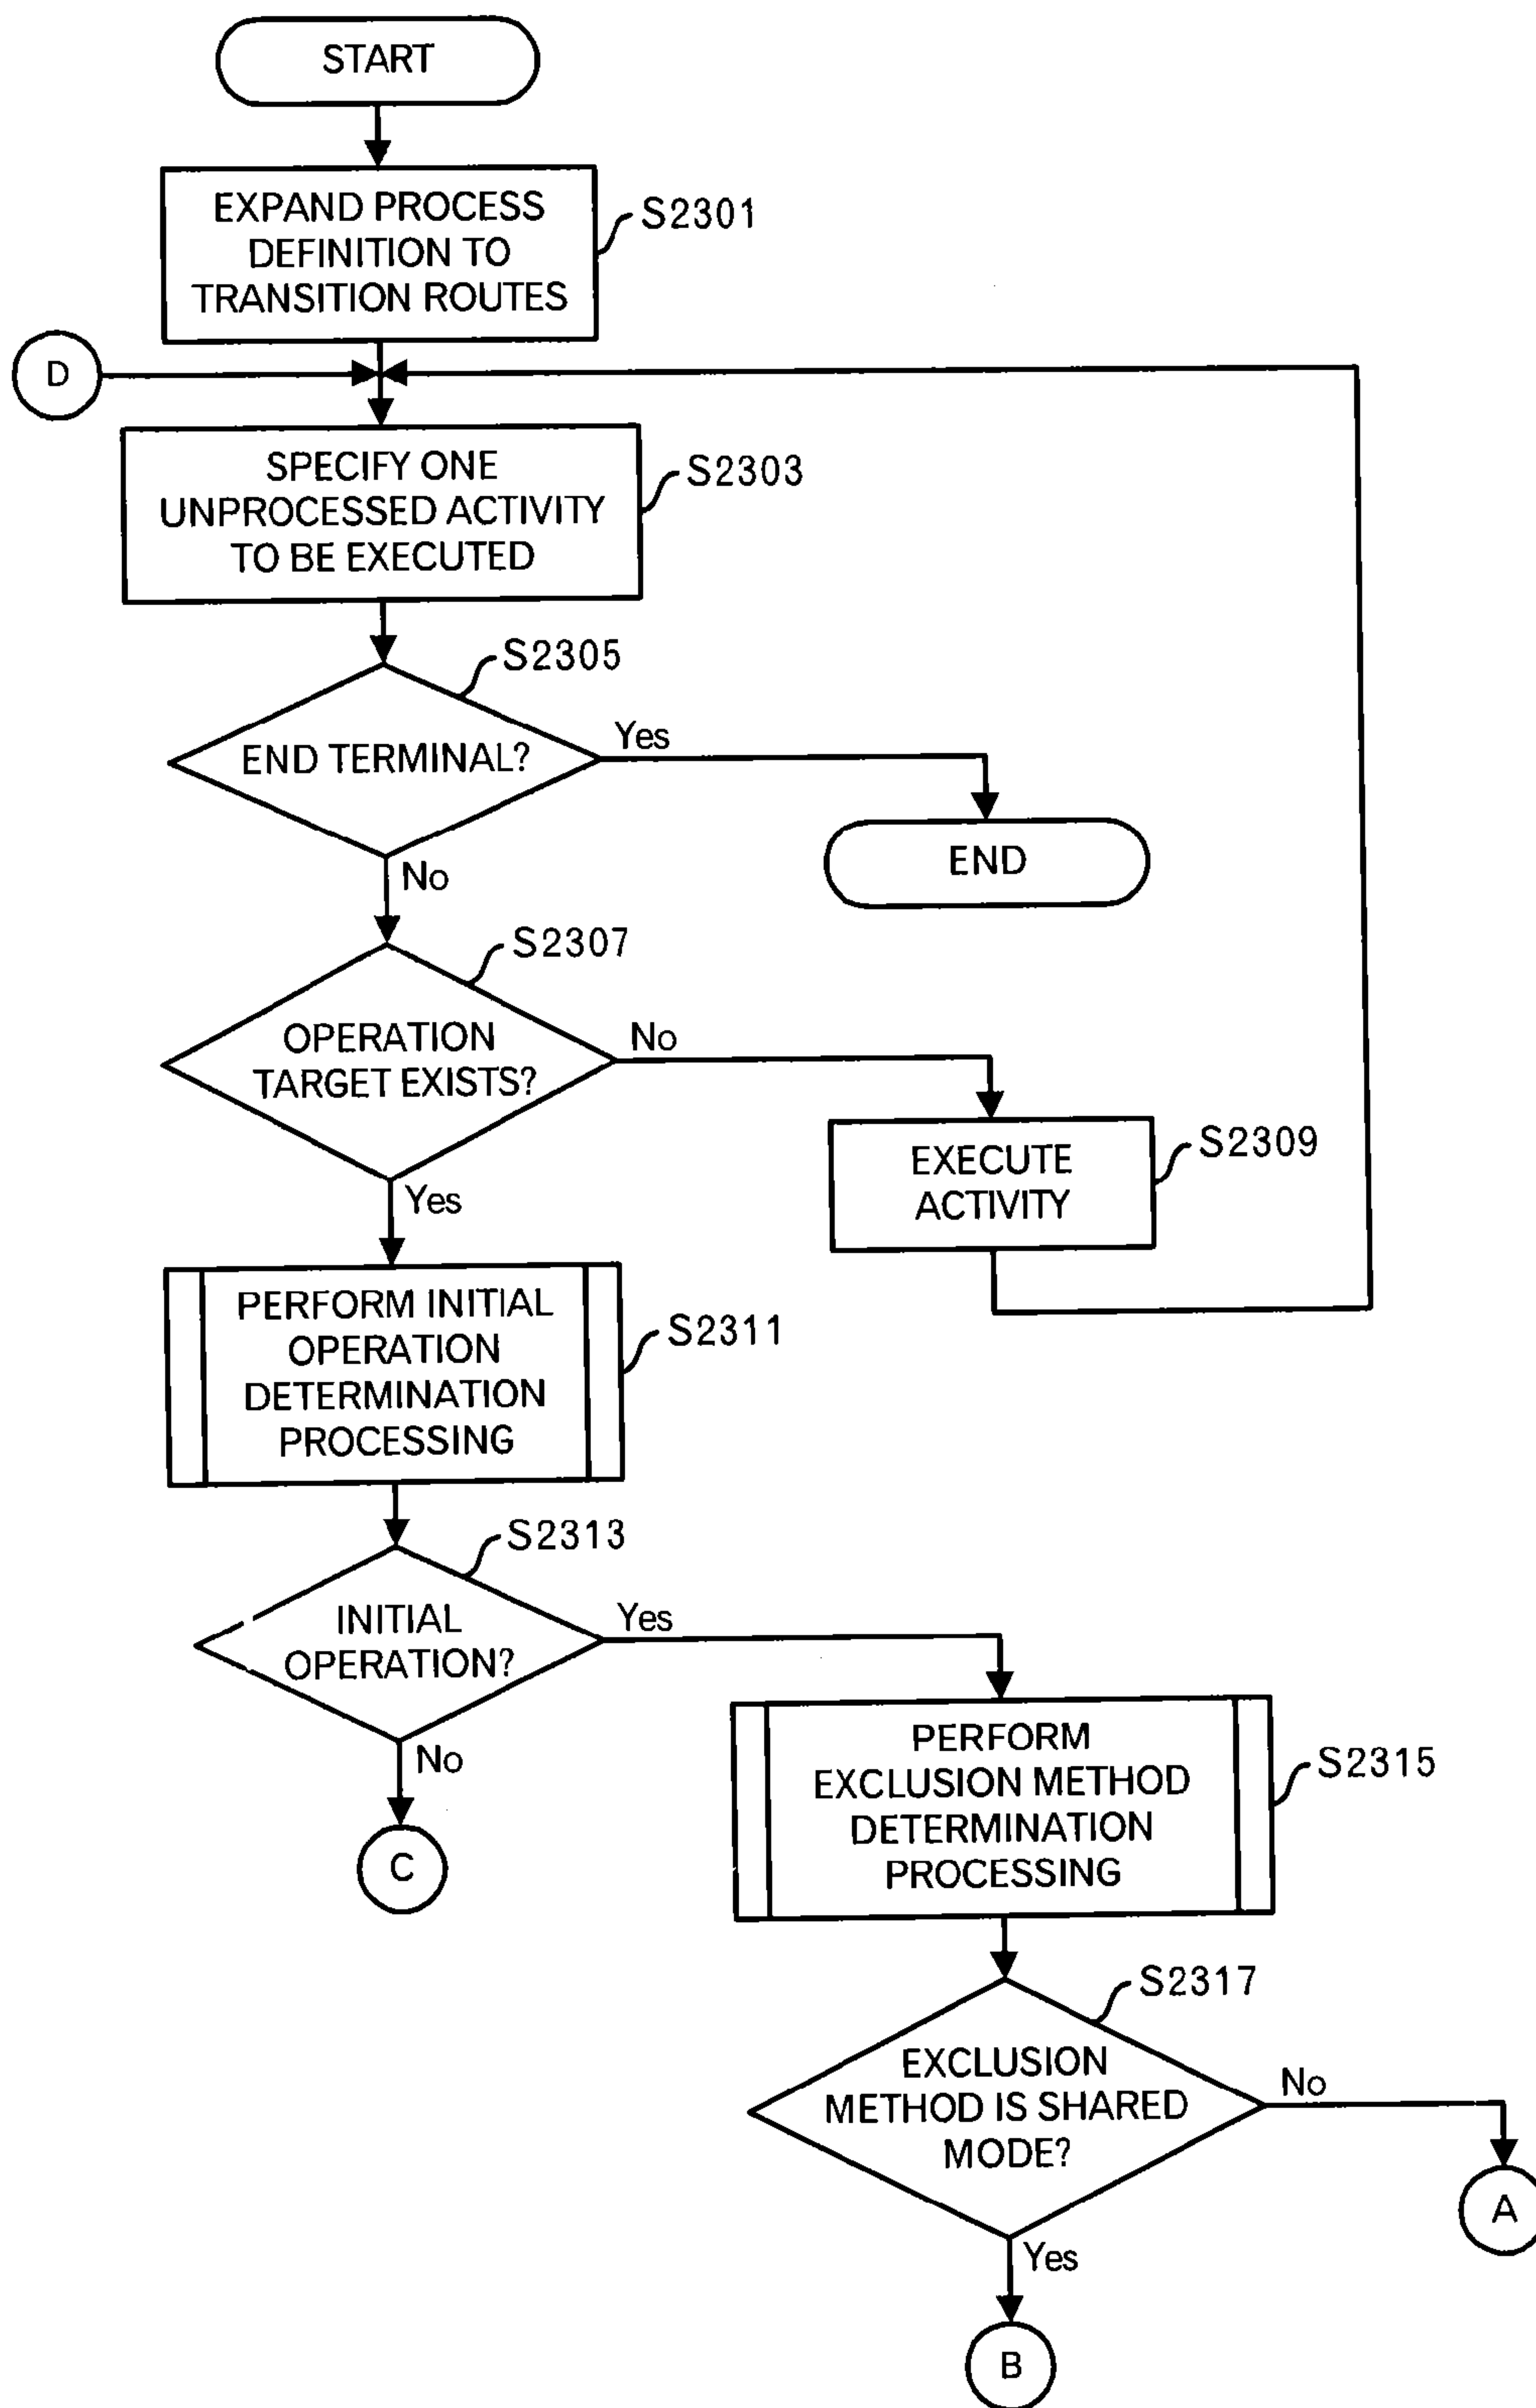 START
EXPAND PROCESS
DEFINITION TO
TRANSITION ROUTES
S2301
D
SPECIFY ONE
UNPROCESSED ACTIVITY
TO BE EXECUTED
S2303
S2305
END TERMINAL?
Yes
END
No
S2307
OPERATION
TARGET EXISTS?
No
EXECUTE
ACTIVITY
S2309
Yes
PERFORM INITIAL
OPERATION
DETERMINATION
PROCESSING
S2311
S2313
INITIAL
OPERATION?
Yes
No
C
PERFORM
EXCLUSION METHOD
DETERMINATION
PROCESSING
S2315
S2317
EXCLUSION
METHOD IS SHARED
MODE?
No
A
Yes
B